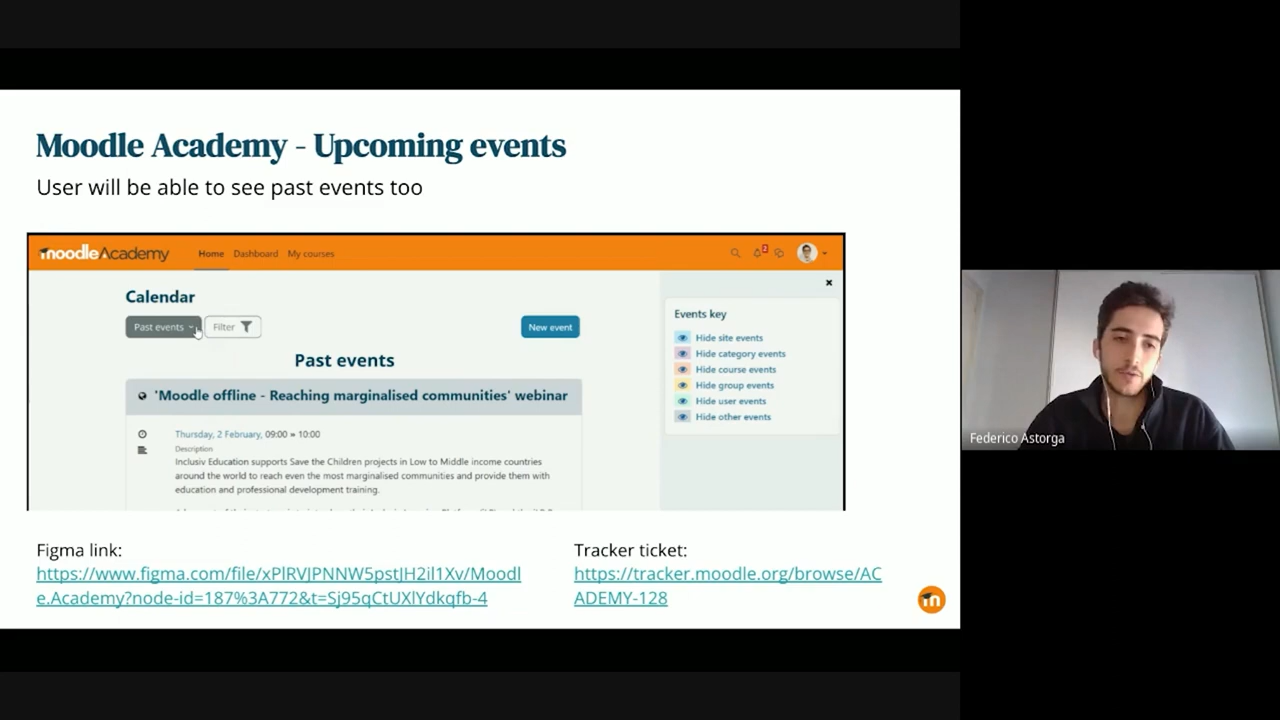 Moodle Academy - Upcoming events
User will be able to see past events too
moodleAcademy
Home
Dashboard
My courses
2
Calendar
Past events
Filter
New event
Past events
'Moodle offline - Reaching marginalised communities' webinar
Thursday, 2 February, 09:00 » 10:00
Description
Inclusiv Education supports Save the Children projects in Low to Middle income countries
around the world to reach even the most marginalised communities and provide them with
education and professional development training.
Events key
Hide site events
Hide category events
Hide course events
Hide group events
Hide user events
Hide other events
Figma link:
https://www.figma.com/file/xPlRVJPNNW5pstJH2il1Xv/Moodl
e.Academy?node-id=187%3A772&t=Sj95qCtUXlYdkqfb-4
Tracker ticket:
https://tracker.moodle.org/browse/AC
ADEMY-128
m
Federico Astorga